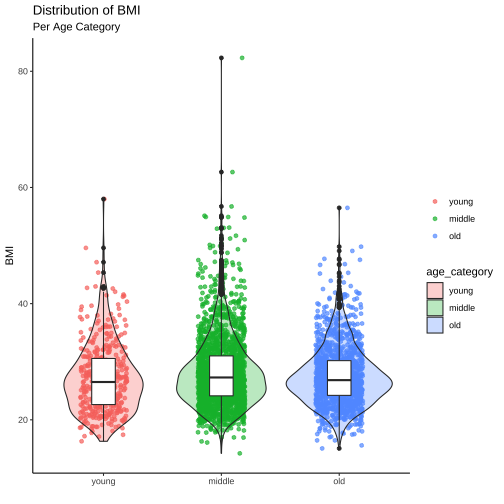 Distribution of BMI
Per Age Category
80
60
40
20
BMI
young
middle
old
young
middle
old
age_category
young
middle
old